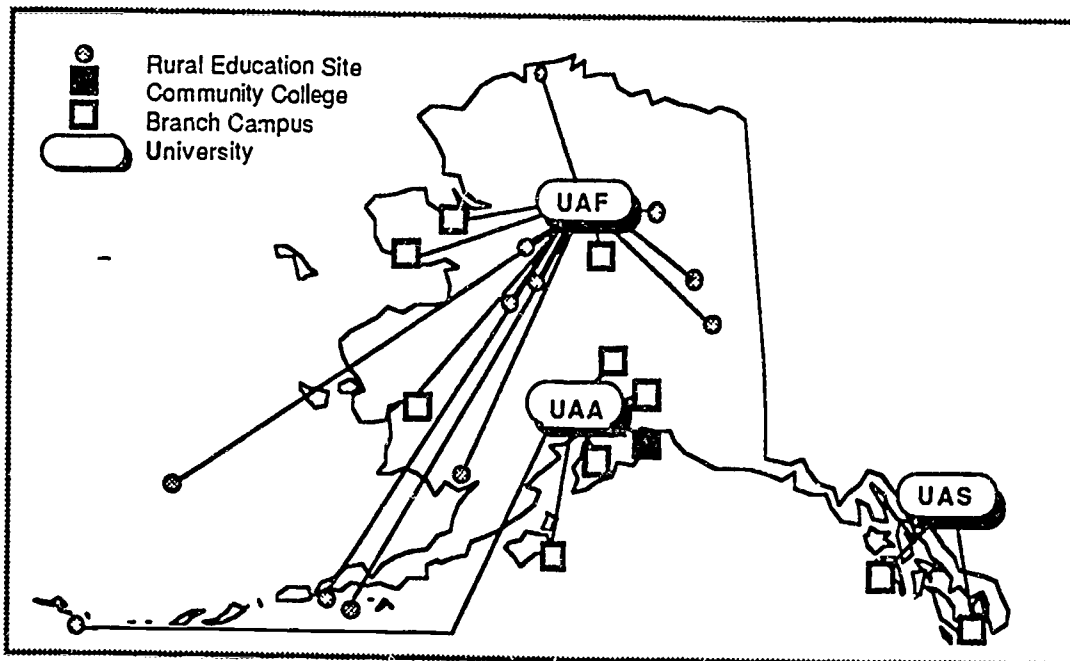 Rural Education Site
Community College
Branch Campus
University
UAF
UAA
UAS